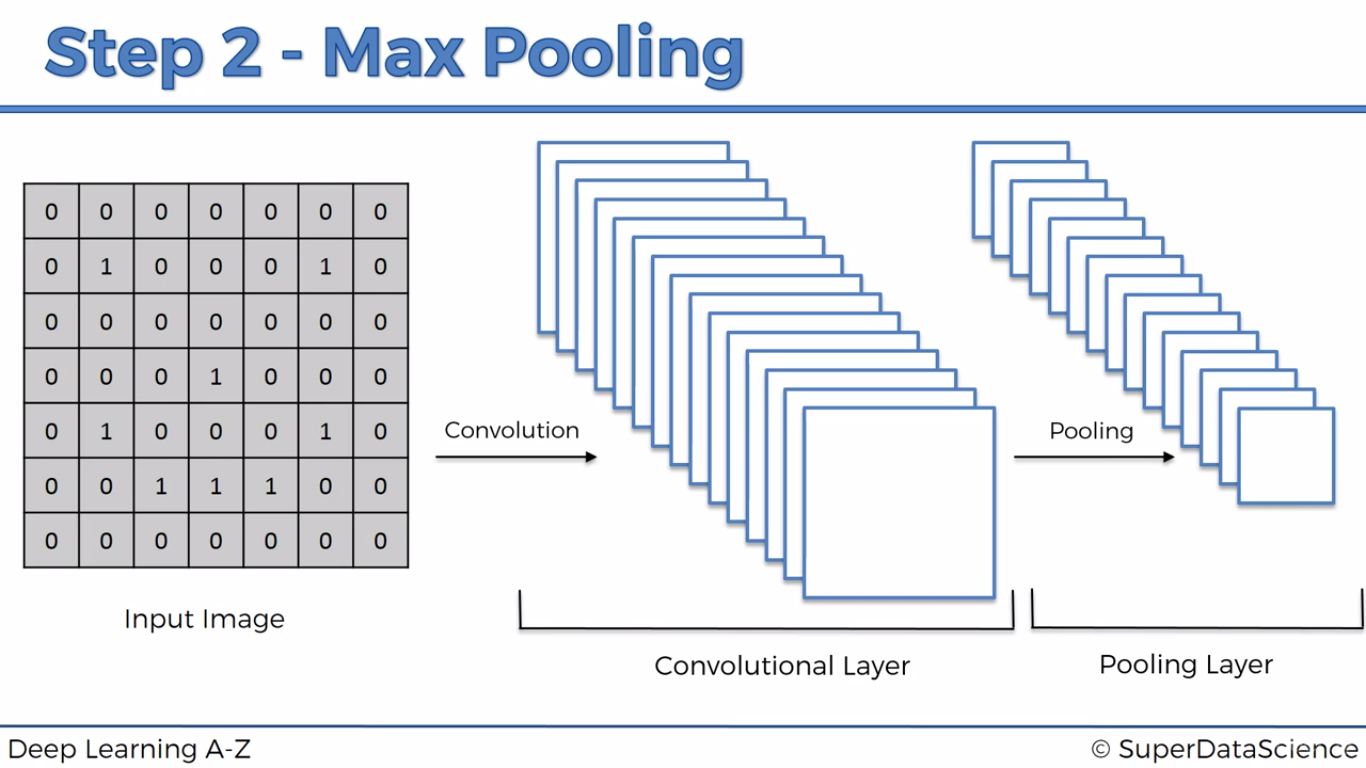 Step 2 - Max Pooling
0 0 0 0 0 0 0
0 1 0 0 0 1 0
0 0 0 0 0 0 0
0 0 0 1 0 0 0
0 1 0 0 0 1 0
0 0 1 1 1 0 0
0 0 0 0 0 0 0
Input Image
Convolution
Convolutional Layer
Pooling
Pooling Layer
Deep Learning A-Z
© SuperDataScience